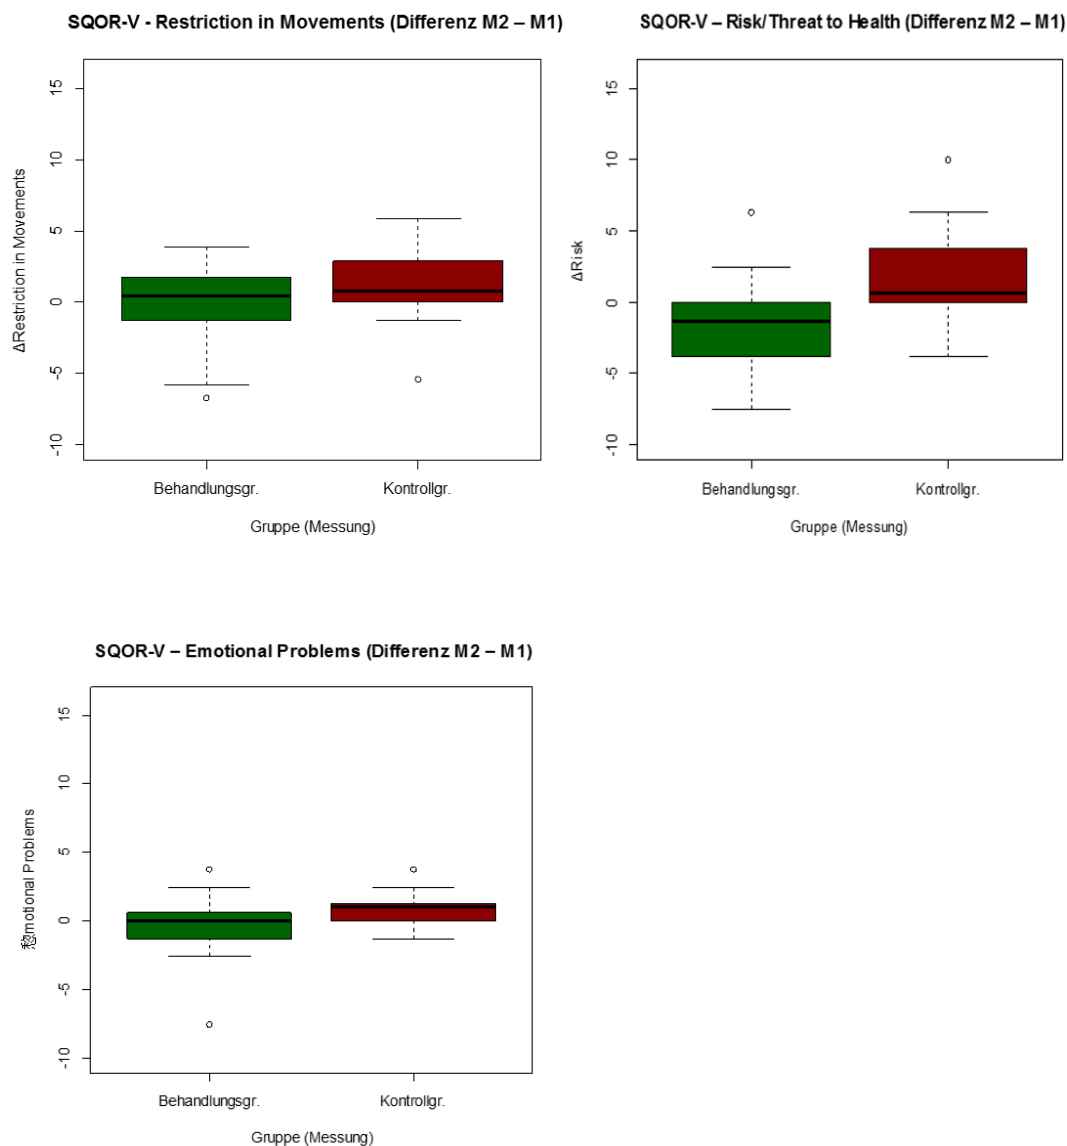 SQOR-V - Restriction in Movements (Differenz M2 – M1)
ΔRestriction in Movements
15
10
5
0
-5
-10
Behandlungsgr.
Kontrollgr.
Gruppe (Messung)
SQOR-V – Risk/Threat to Health (Differenz M2 – M1)
ΔRisk
15
10
5
0
-5
-10
Behandlungsgr.
Kontrollgr.
Gruppe (Messung)
SQOR-V – Emotional Problems (Differenz M2 – M1)
Problems
15
10
5
0
-5
-10
Behandlungsgr.
Kontrollgr.
Gruppe (Messung)